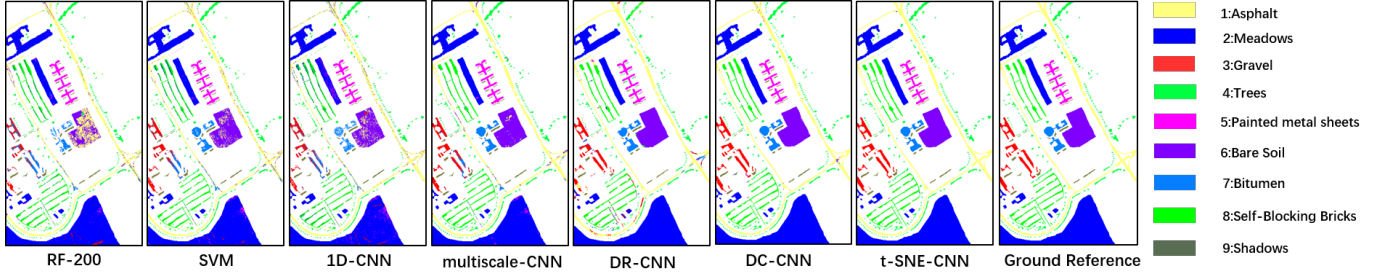 1:Asphalt
2:Meadows
3:Gravel
4:Trees
5:Painted metal sheets
6:Bare Soil
7:Bitumen
8:Self-Blocking Bricks
9:Shadows
RF-200 SVM 1D-CNN multiscale-CNN DR-CNN DC-CNN t-SNE-CNN Ground Reference